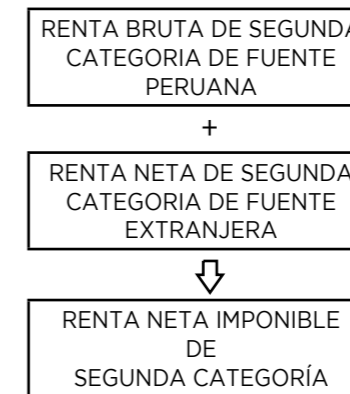 RENTA BRUTA DE SEGUNDA
CATEGORIA DE FUENTE
PERUANA
+
RENTA NETA DE SEGUNDA
CATEGORIA DE FUENTE
EXTRANJERA
RENTA NETA IMPONIBLE
DE
SEGUNDA CATEGORÍA